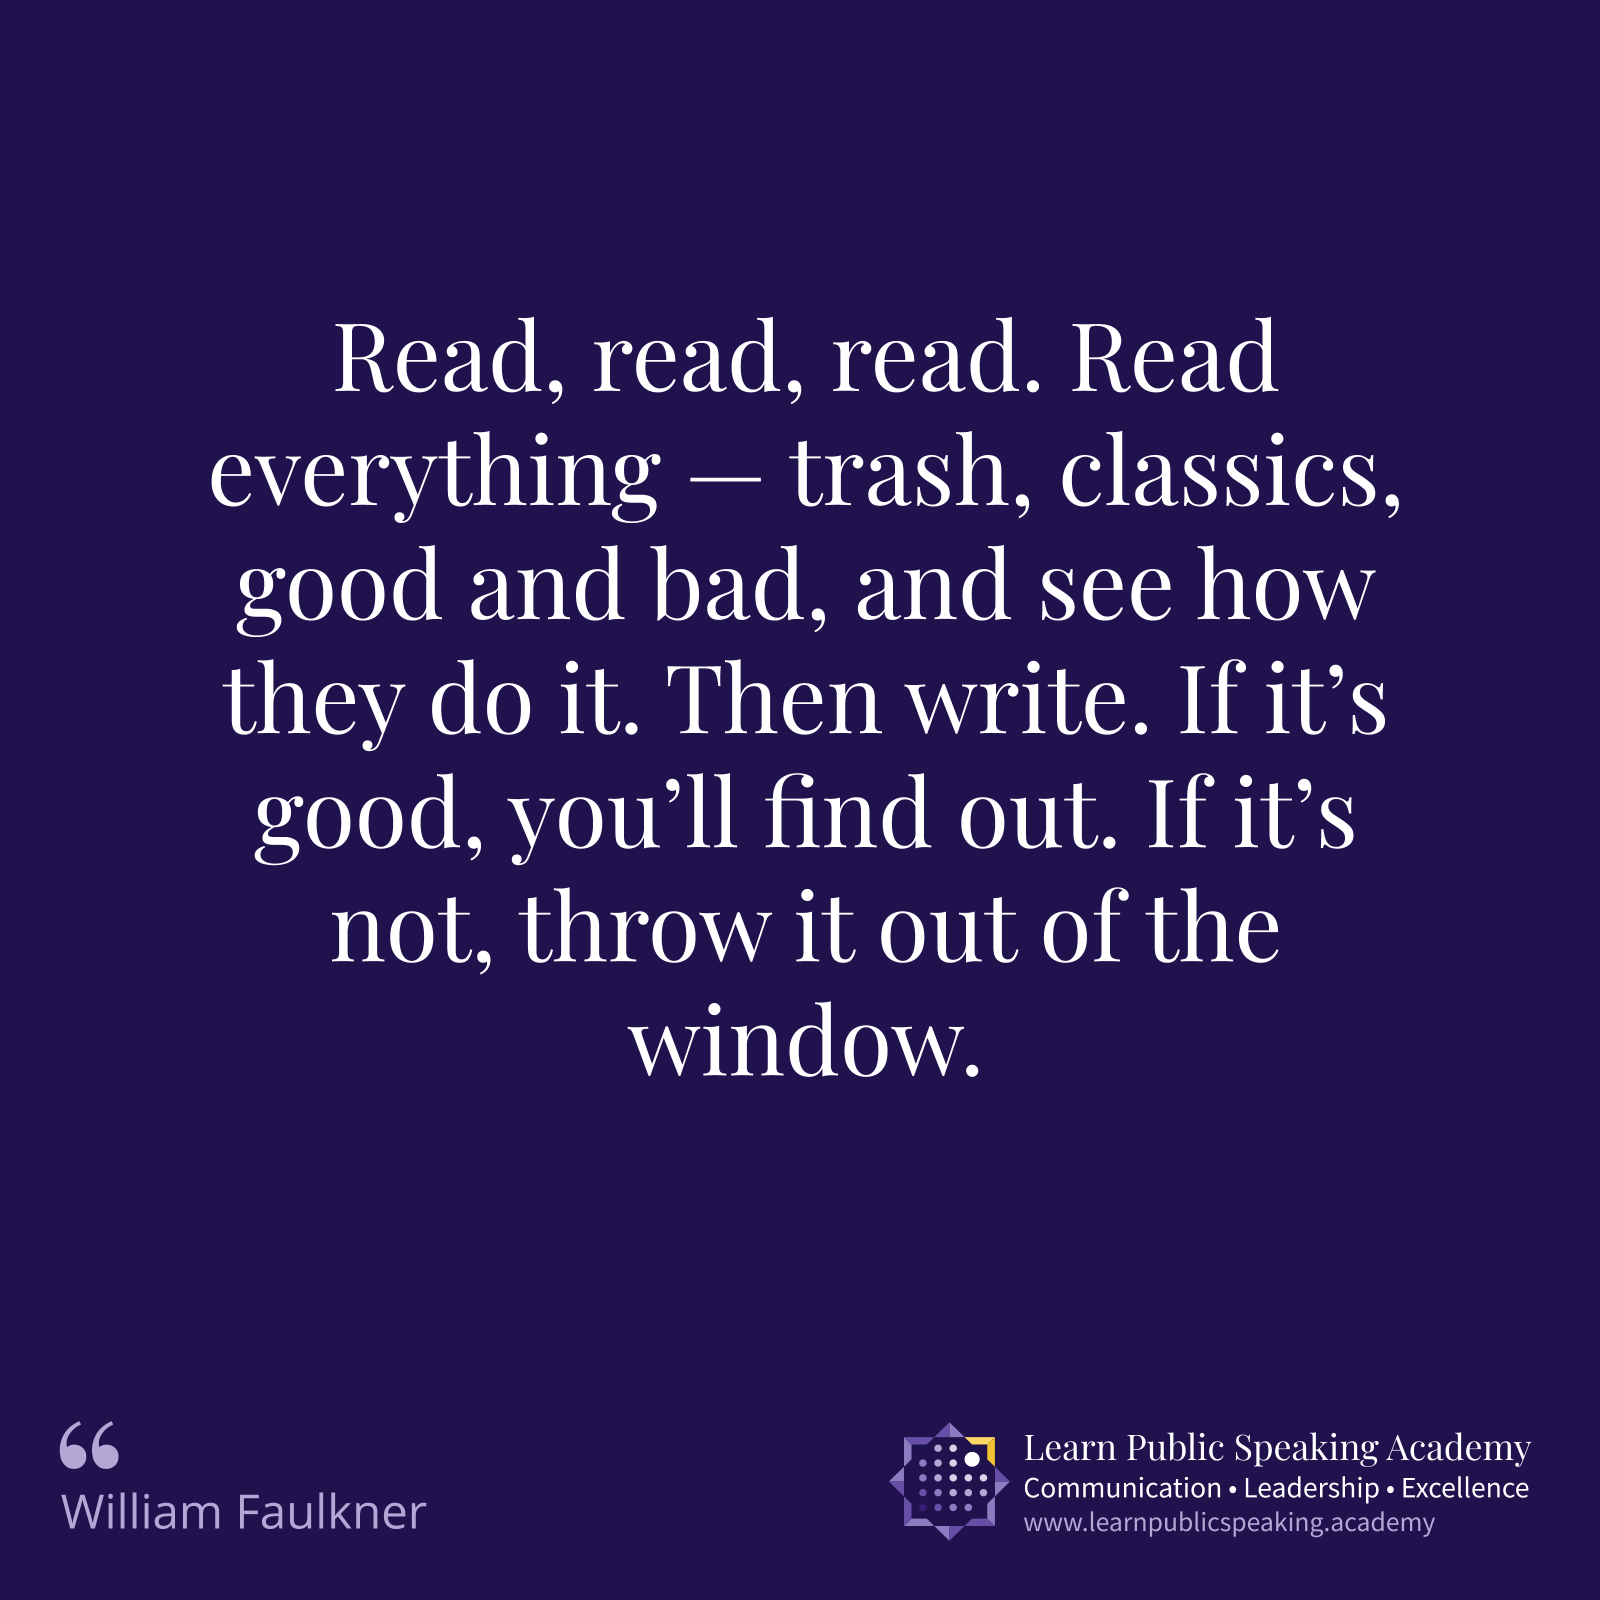 Read, read, read. Read
everything — trash, classics,
good and bad, and see how
they do it. Then write. If it’s
good, you’ll find out. If it’s
not, throw it out of the
window.
“
William Faulkner
Learn Public Speaking Academy
Communication • Leadership • Excellence
www.learnpublicspeaking.academy